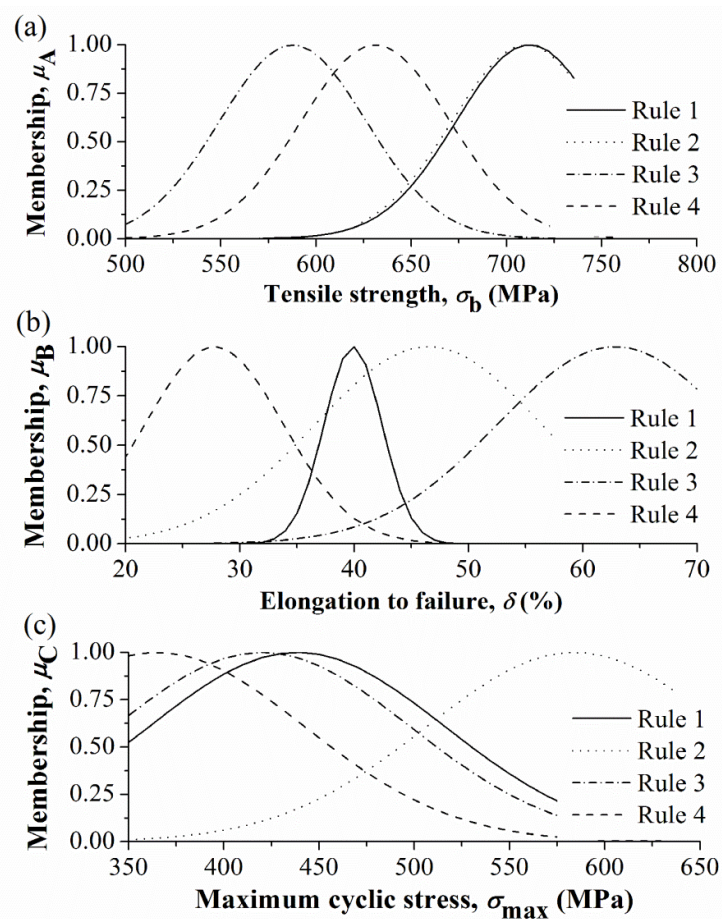 (a)
Membership, μA
1.00
0.75
0.50
0.25
0.00
Rule 1
Rule 2
Rule 3
Rule 4
500 550 600 650 700 750 800
Tensile strength, σb (MPa)
(b)
Membership, μB
1.00
0.75
0.50
0.25
0.00
Rule 1
Rule 2
Rule 3
Rule 4
20 30 40 50 60 70
Elongation to failure, δ (%)
(c)
Membership, μC
1.00
0.75
0.50
0.25
0.00
Rule 1
Rule 2
Rule 3
Rule 4
350 400 450 500 550 600 650
Maximum cyclic stress, σmax (MPa)